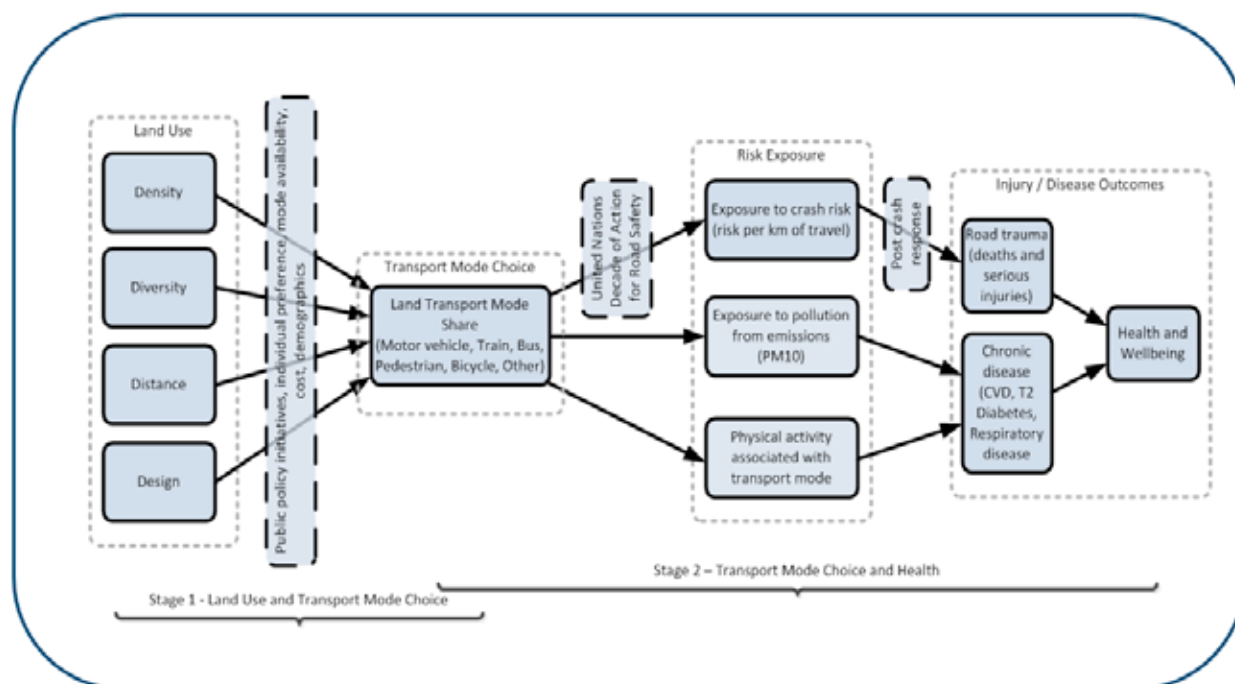 Land Use
Density
Diversity
Distance
Design
Public policy initiatives, individual preference, mode availability,
cost, demographics
Transport Mode Choice
Land Transport Mode
Share
(Motor vehicle, Train, Bus,
Pedestrian, Bicycle, Other)
United Nations
Decade of Action
for Road Safety
Risk Exposure
Exposure to crash risk
(risk per km of travel)
Exposure to pollution
from emissions
(PM10)
Physical activity
associated with
transport mode
Post crash
response
Injury / Disease Outcomes
Road trauma
(deaths and
serious
injuries)
Chronic
disease
(CVD, T2
Diabetes,
Respiratory
disease
Health and
Wellbeing
Stage 2 – Transport Mode Choice and Health
Stage 1 - Land Use and Transport Mode Choice